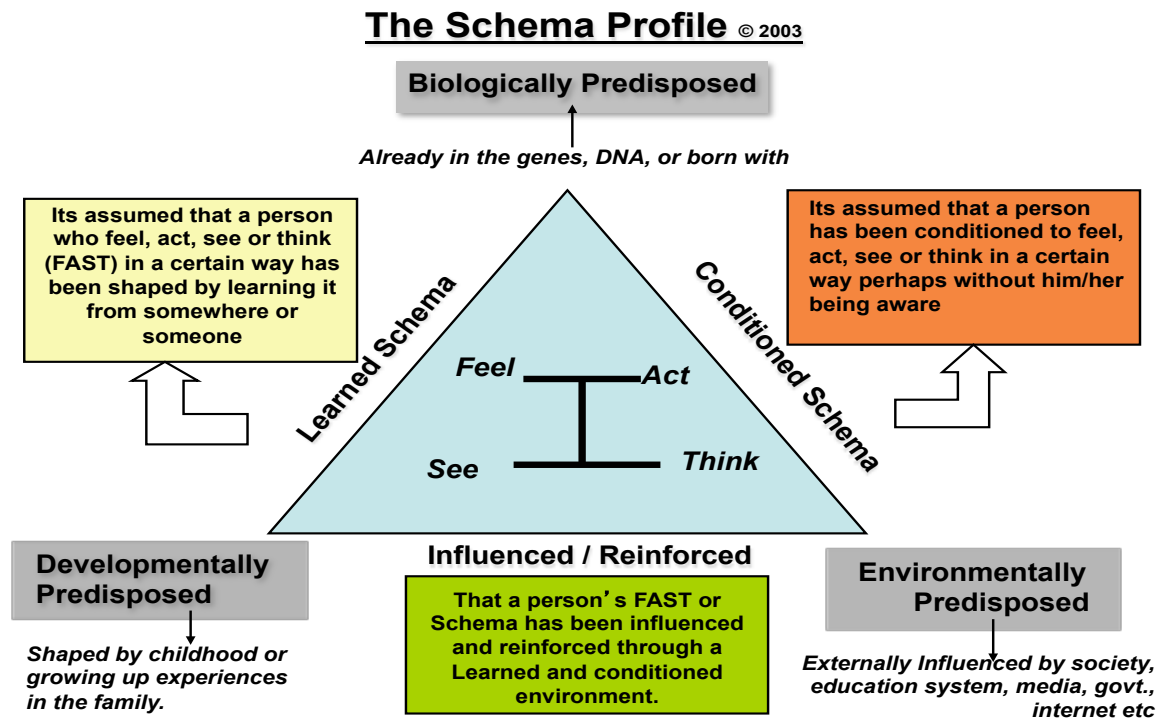 The Schema Profile © 2003
Biologically Predisposed
Already in the genes, DNA, or born with
Its assumed that a person
who feel, act, see or think
(FAST) in a certain way has
been shaped by learning it
from somewhere or
someone
Its assumed that a person
has been conditioned to feel,
act, see or think in a certain
way perhaps without him/her
being aware
Learned Schema
Conditioned Schema
Feel
Act
See
Think
Developmentally
Predisposed
Shaped by childhood or
growing up experiences
in the family.
Influenced / Reinforced
That a person’s FAST or
Schema has been influenced
and reinforced through a
Learned and conditioned
environment.
Environmentally
Predisposed
Externally Influenced by society,
education system, media, govt.,
internet etc